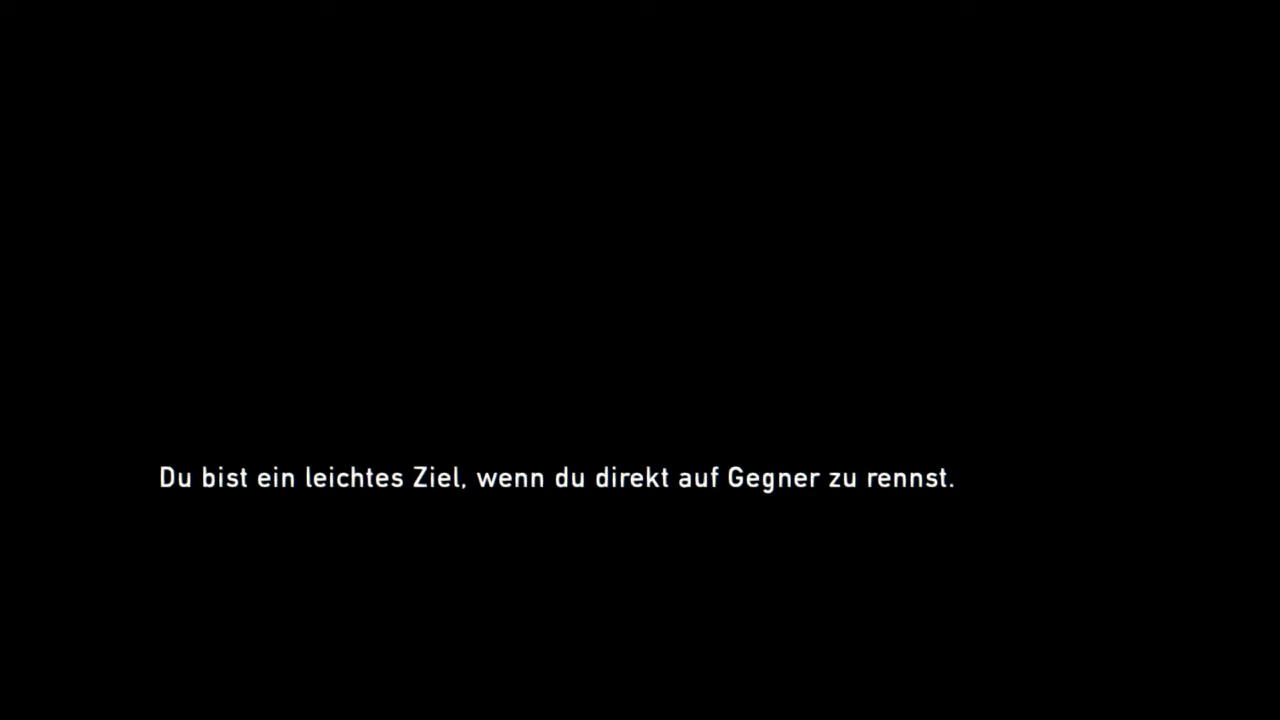 Du bist ein leichtes Ziel, wenn du direkt auf Gegner zu rennst.